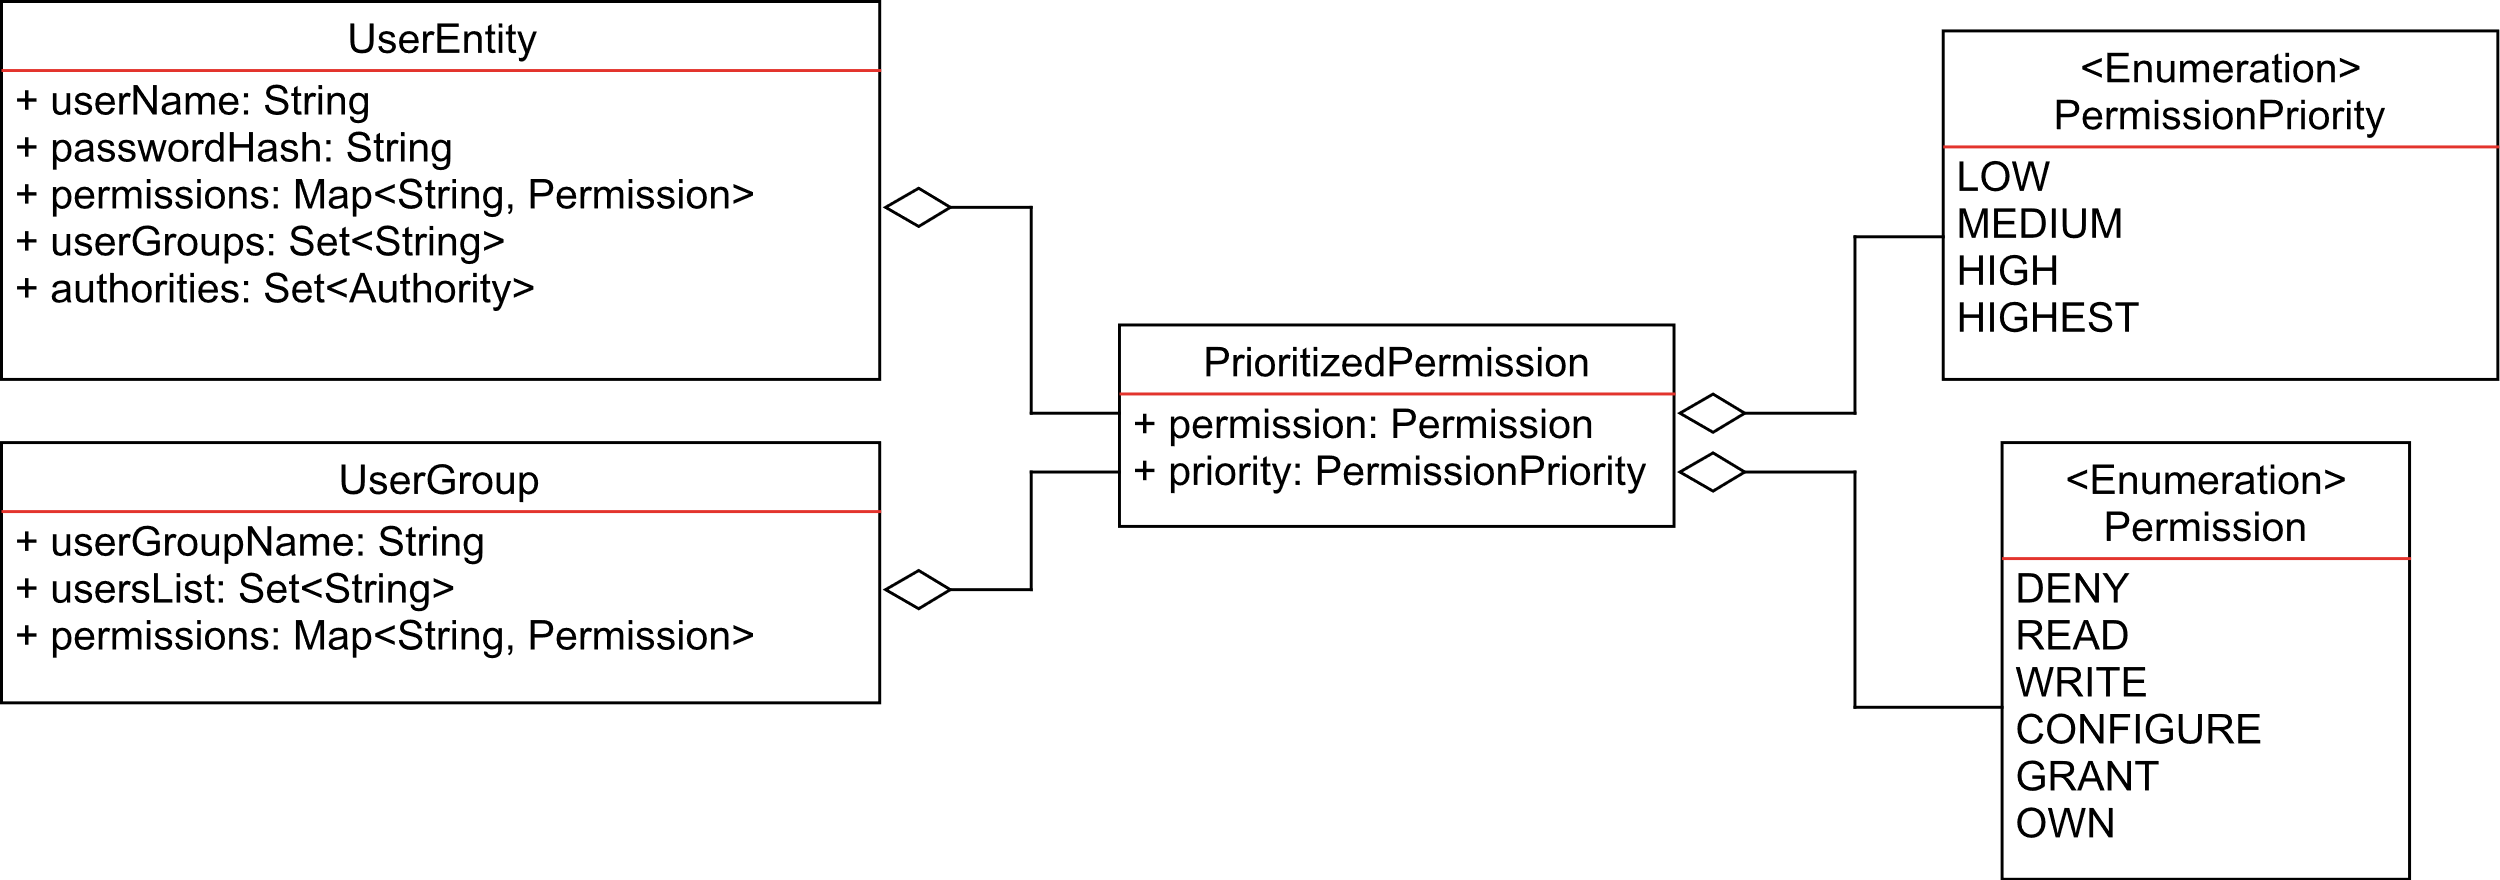 UserEntity
+ userName: String
+ passwordHash: String
+ permissions: Map<String, Permission>
+ userGroups: Set<String>
+ authorities: Set<Authority>
UserGroup
+ userGroupName: String
+ usersList: Set<String>
+ permissions: Map<String, Permission>
PrioritizedPermission
+ permission: Permission
+ priority: PermissionPriority
<Enumeration>
PermissionPriority
LOW
MEDIUM
HIGH
HIGHEST
<Enumeration>
Permission
DENY
READ
WRITE
CONFIGURE
GRANT
OWN